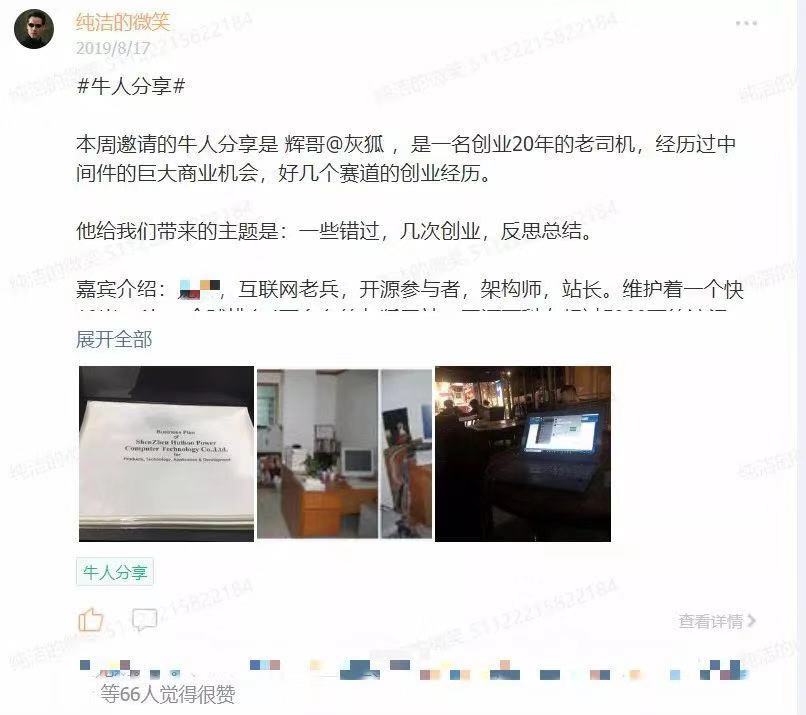 纯洁的微笑
2019/8/17
#牛人分享#
本周邀请的牛人分享是 辉哥@灰狐 ，是一名创业20年的老司机，经历过中
间件的巨大商业机会，好几个赛道的创业经历。
他给我们带来的主题是：一些错过，几次创业，反思总结。
嘉宾介绍：，互联网老兵，开源参与者，架构师，站长。维护着一个快
展开全部
Business Plan
of
ShenZhen Huihoo Power
Computer Technology Co.,Ltd.
for
Products, Technology, Application & Development
牛人分享
查看详情
等66人觉得很赞
纯洁的微笑 51122215822184